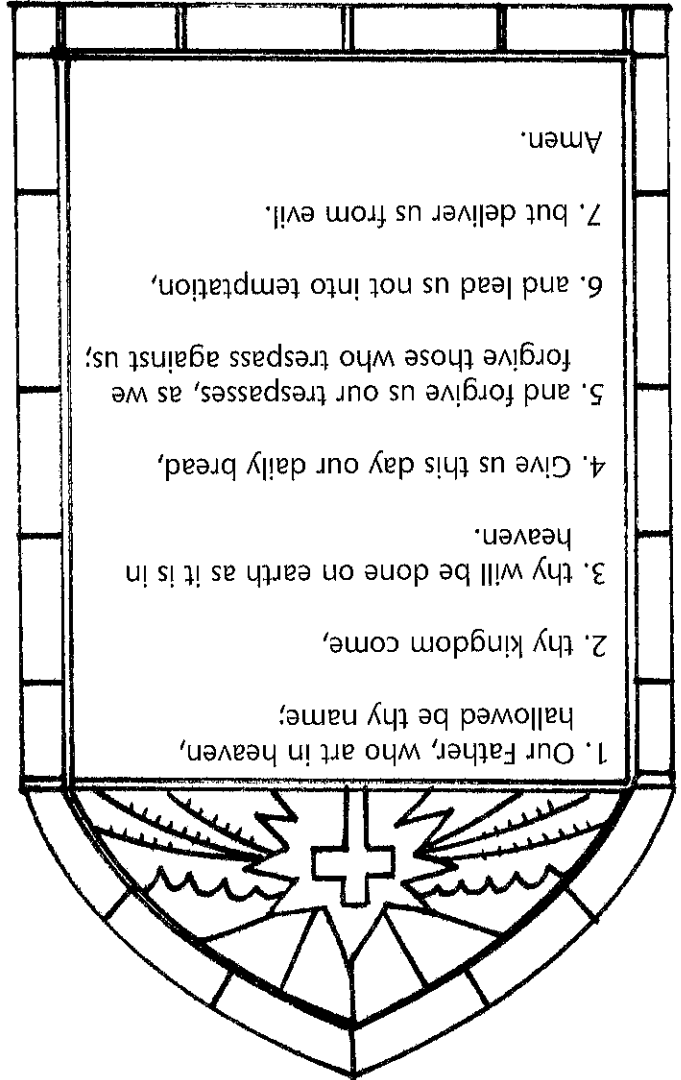 1. Our Father, who art in heaven,
hallowed be thy name;
2. thy kingdom come,
3. thy will be done on earth as it is in
heaven.
4. Give us this day our daily bread,
5. and forgive us our trespasses, as we
forgive those who trespass against us;
6. and lead us not into temptation,
7. but deliver us from evil.
Amen.